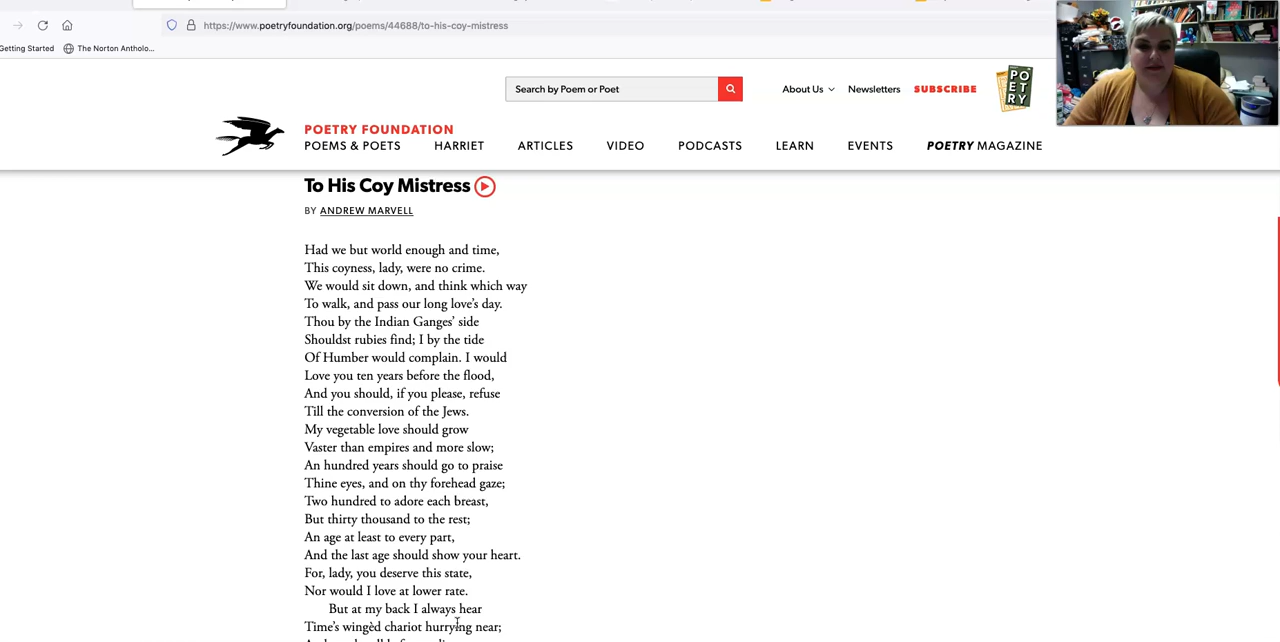 https://www.poetryfoundation.org/poems/44688/to-his-coy-mistress
Getting Started
The Norton Antholo...
Search by Poem or Poet
About Us
Newsletters
SUBSCRIBE
PO
ET
RY
POETRY FOUNDATION
POEMS & POETS
HARRIET
ARTICLES
VIDEO
PODCASTS
LEARN
EVENTS
POETRY MAGAZINE
To His Coy Mistress
BY ANDREW MARVELL
Had we but world enough and time,
This coyness, lady, were no crime.
We would sit down, and think which way
To walk, and pass our long love’s day.
Thou by the Indian Ganges’ side
Shouldst rubies find; I by the tide
Of Humber would complain. I would
Love you ten years before the flood,
And you should, if you please, refuse
Till the conversion of the Jews.
My vegetable love should grow
Vaster than empires and more slow;
An hundred years should go to praise
Thine eyes, and on thy forehead gaze;
Two hundred to adore each breast,
But thirty thousand to the rest;
An age at least to every part,
And the last age should show your heart.
For, lady, you deserve this state,
Nor would I love at lower rate.
But at my back I always hear
Time’s wingèd chariot hurrying near;